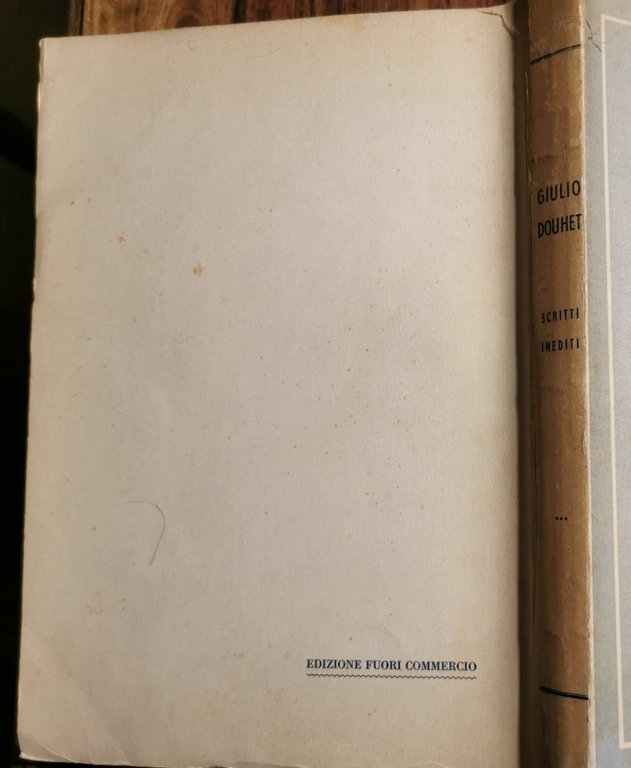 EDIZIONE FUORI COMMERCIO
GIULIO
DOUHET
SCRITTI
INEDITI
...